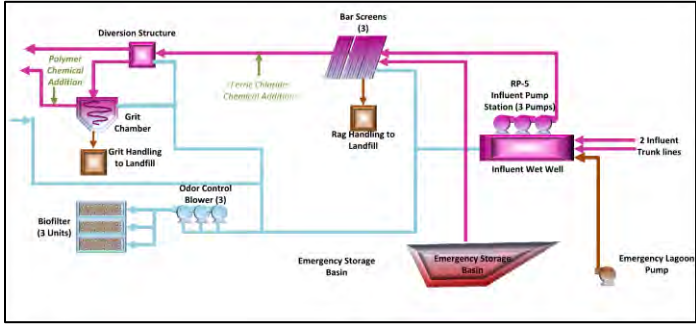 Bar Screens
(3)
Diversion Structure
Polymer
Chemical
Addition
Ferric Chloride
Chemical Addition
RP-5
Influent Pump
Station (3 Pumps)
Grit
Chamber
Rag Handling to
Landfill
2 Influent
Trunk lines
Grit Handling
to Landfill
Influent Wet Well
Odor Control
Blower (3)
Biofilter
(3 Units)
Emergency Storage
Basin
Emergency Storage
Basin
Emergency Lagoon
Pump